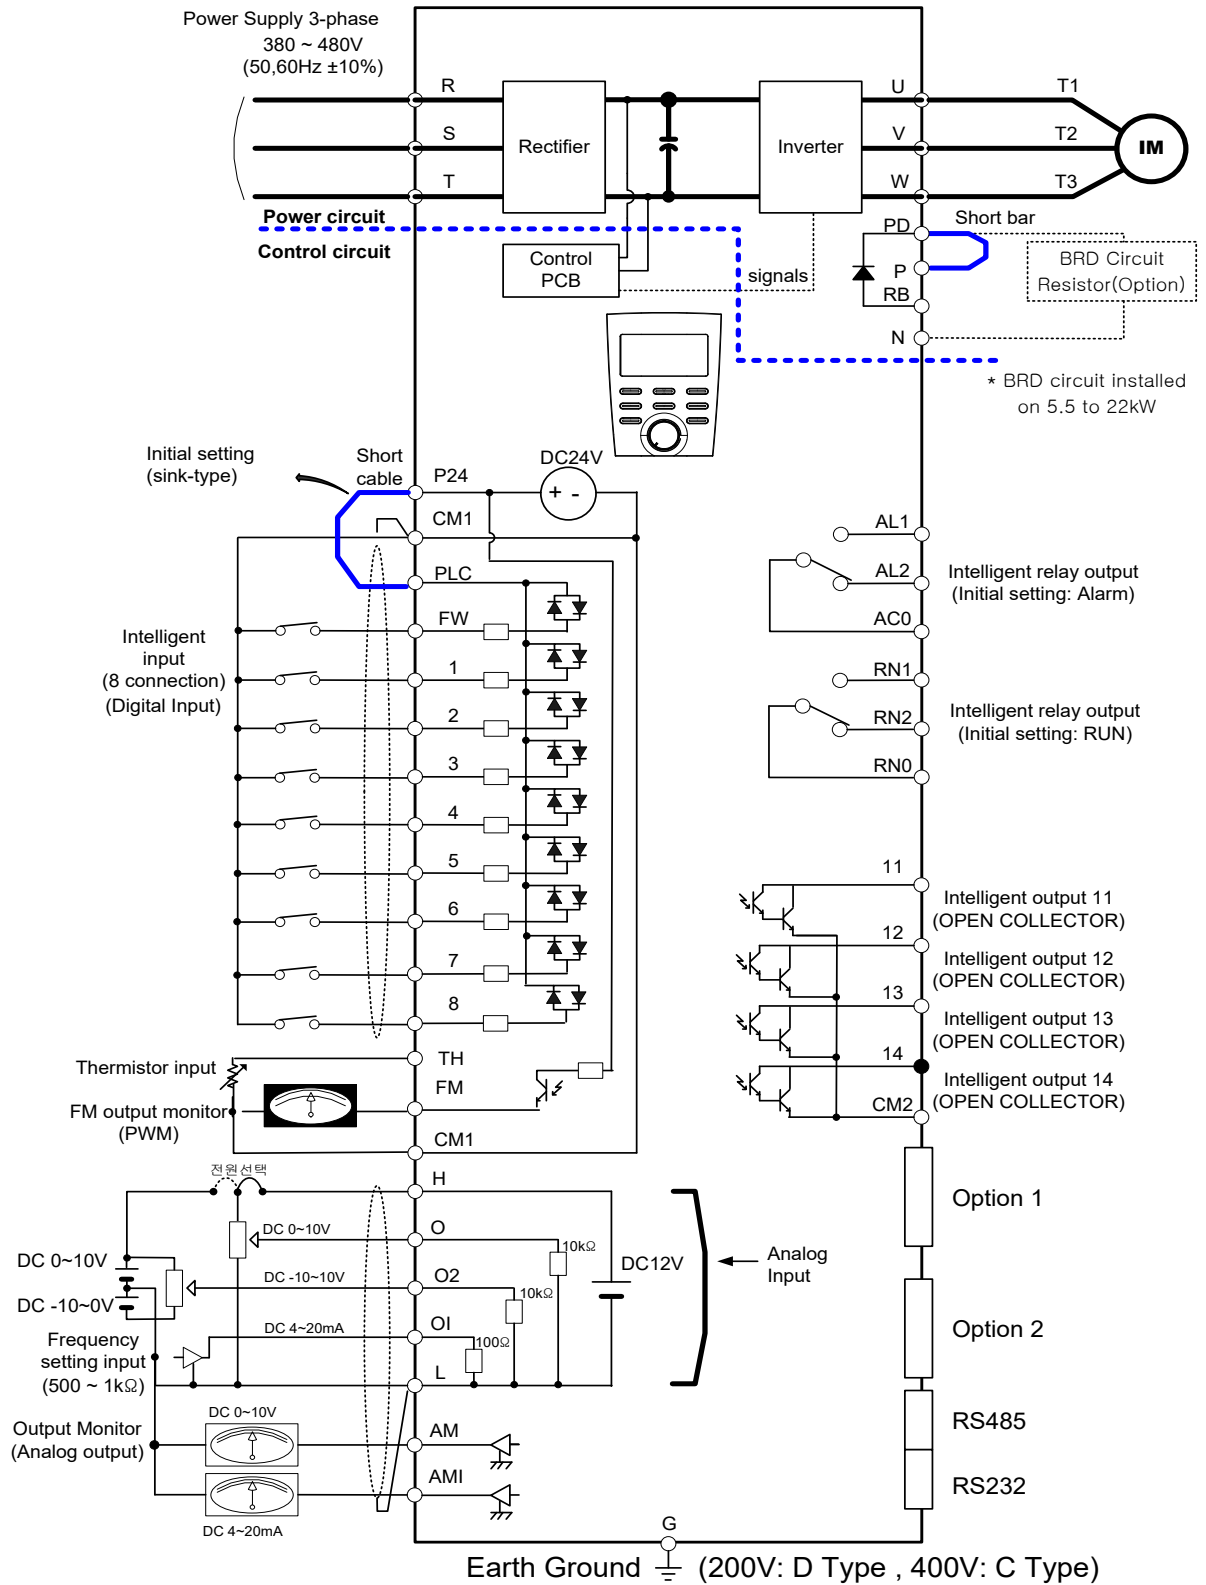 Power Supply 3-phase
380 ~ 480V
(50,60Hz ±10%)
R
S
T
Rectifier
Inverter
U
V
W
T1
T2
T3
IM
Power circuit
Control circuit
Control
PCB
signals
PD
P
RB
N
Short bar
BRD Circuit
Resistor(Option)
* BRD circuit installed
on 5.5 to 22kW
Initial setting
(sink-type)
Short
cable
P24
DC24V
+ -
CM1
PLC
FW
1
2
3
4
5
6
7
8
Intelligent
input
(8 connection)
(Digital Input)
AL1
AL2
AC0
Intelligent relay output
(Initial setting: Alarm)
RN1
RN2
RN0
Intelligent relay output
(Initial setting: RUN)
11
Intelligent output 11
(OPEN COLLECTOR)
12
Intelligent output 12
(OPEN COLLECTOR)
13
Intelligent output 13
(OPEN COLLECTOR)
14
Intelligent output 14
(OPEN COLLECTOR)
CM2
Thermistor input
TH
FM
FM output monitor
(PWM)
CM1
전원선택
H
DC 0~10V
O
10kΩ
DC12V
DC 0~10V
DC -10~10V
O2
10kΩ
DC -10~0V
DC 4~20mA
OI
100Ω
Frequency
setting input
(500 ~ 1kΩ)
L
Analog
Input
Output Monitor
(Analog output)
DC 0~10V
AM
AMI
DC 4~20mA
Option 1
Option 2
RS485
RS232
G
Earth Ground (200V: D Type , 400V: C Type)